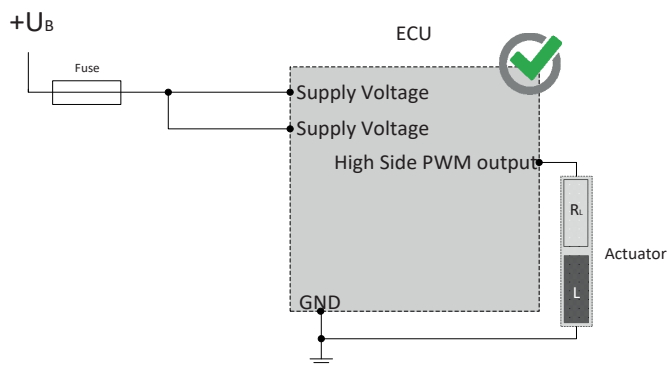 +UB
ECU
Fuse
Supply Voltage
Supply Voltage
High Side PWM output
RL
Actuator
L
GND